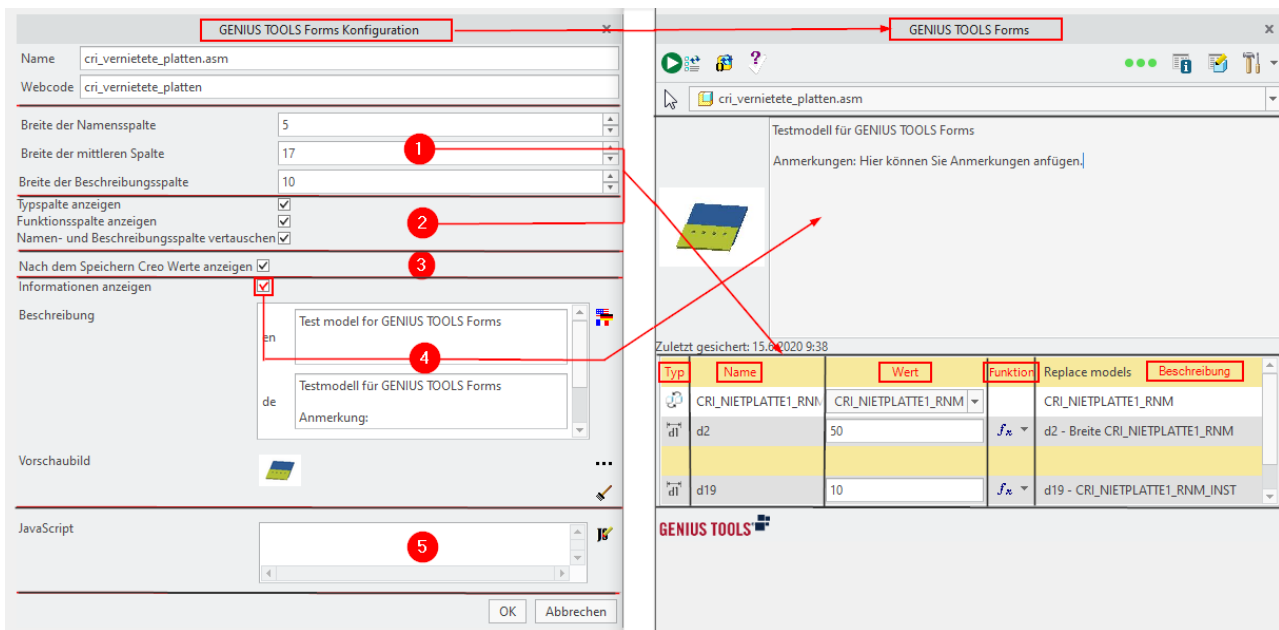 GENIUS TOOLS Forms Konfiguration
Name cri_vernietete_platten.asm
Webcode cri_vernietete_platten
Breite der Namensspalte 5
Breite der mittleren Spalte 17
1
Breite der Beschreibungsspalte 10
Typspalte anzeigen
Funktionsspalte anzeigen
2
Namen- und Beschreibungsspalte vertauschen
Nach dem Speichern Creo Werte anzeigen
3
Informationen anzeigen
Beschreibung
en Test model for GENIUS TOOLS Forms
4
de Testmodell für GENIUS TOOLS Forms
Anmerkung:
Vorschaubild
JavaScript
5
OK Abbrechen
GENIUS TOOLS Forms
cri_vernietete_platten.asm
Testmodell für GENIUS TOOLS Forms
Anmerkungen: Hier können Sie Anmerkungen anfügen.
Zuletzt gesichert: 15.6.2020 9:38
Typ Name Wert Funktion Replace models Beschreibung
CRI_NIETPLATTE1_RNM CRI_NIETPLATTE1_RNM CRI_NIETPLATTE1_RNM
d1 d2 50 fx d2 - Breite CRI_NIETPLATTE1_RNM
d1 d19 10 fx d19 - CRI_NIETPLATTE1_RNM_INST
GENIUS TOOLS